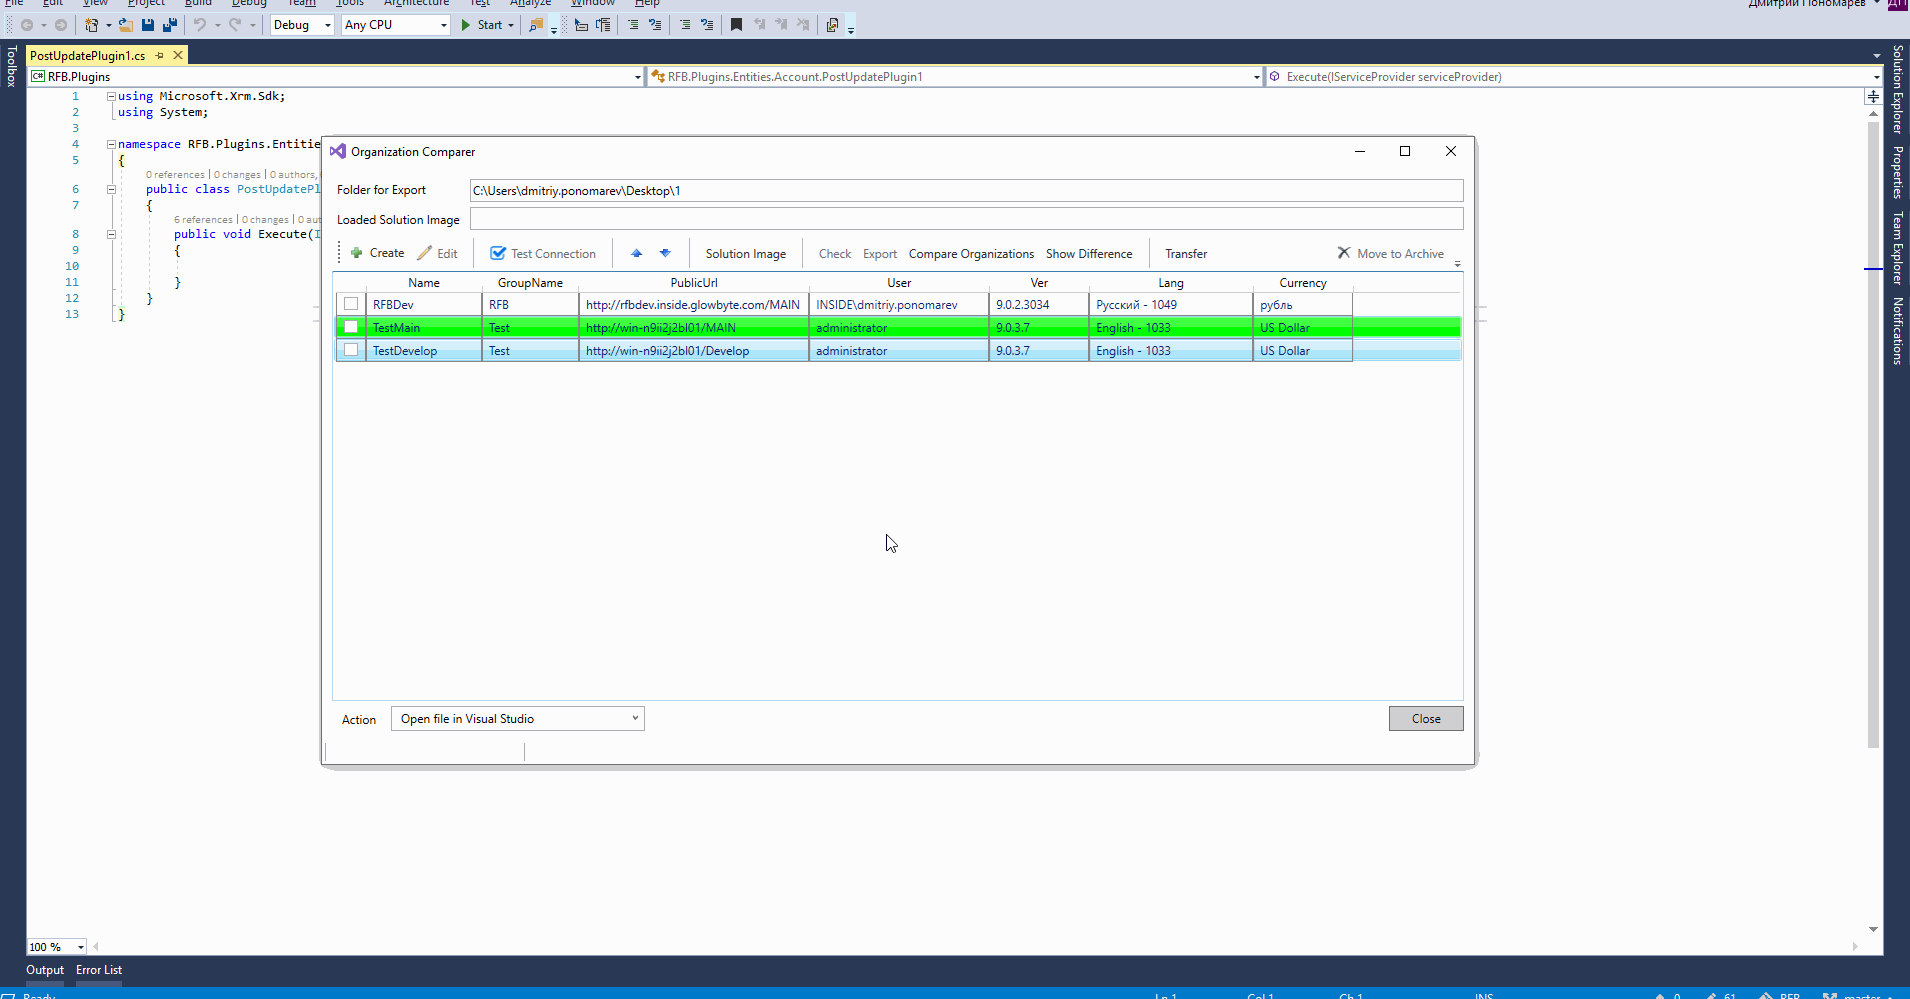 File Edit View Project Build Debug Team Tools Architecture Test Analyze Window Help
Дмитрий Пономарев ДП
Debug Any CPU Start
Toolbox
PostUpdatePlugin1.cs
RFB.Plugins RFB.Plugins.Entities.Account.PostUpdatePlugin1 Execute(IServiceProvider serviceProvider)
1 using Microsoft.Xrm.Sdk;
2 using System;
3
4 namespace RFB.Plugins.Entitie
5 {
0 references | 0 changes | 0 authors,
6 public class PostUpdatePl
7 {
6 references | 0 changes | 0 aut
8 public void Execute(I
9 {
10
11 }
12 }
13 }
Organization Comparer
Folder for Export C:\Users\dmitriy.ponomarev\Desktop\1
Loaded Solution Image
Create Edit Test Connection Solution Image Check Export Compare Organizations Show Difference Transfer Move to Archive
Name GroupName PublicUrl User Ver Lang Currency
RFBDev RFB http://rfbdev.inside.glowbyte.com/MAIN INSIDE\dmitriy.ponomarev 9.0.2.3034 Русский - 1049 рубль
TestMain Test http://win-n9ii2j2bl01/MAIN administrator 9.0.3.7 English - 1033 US Dollar
TestDevelop Test http://win-n9ii2j2bl01/Develop administrator 9.0.3.7 English - 1033 US Dollar
Action Open file in Visual Studio Close
Solution Explorer
Properties
Team Explorer
Notifications
100 %
Output Error List
Ready Ln 1 Col 1 Ch 1 INS 0 61 RFB master